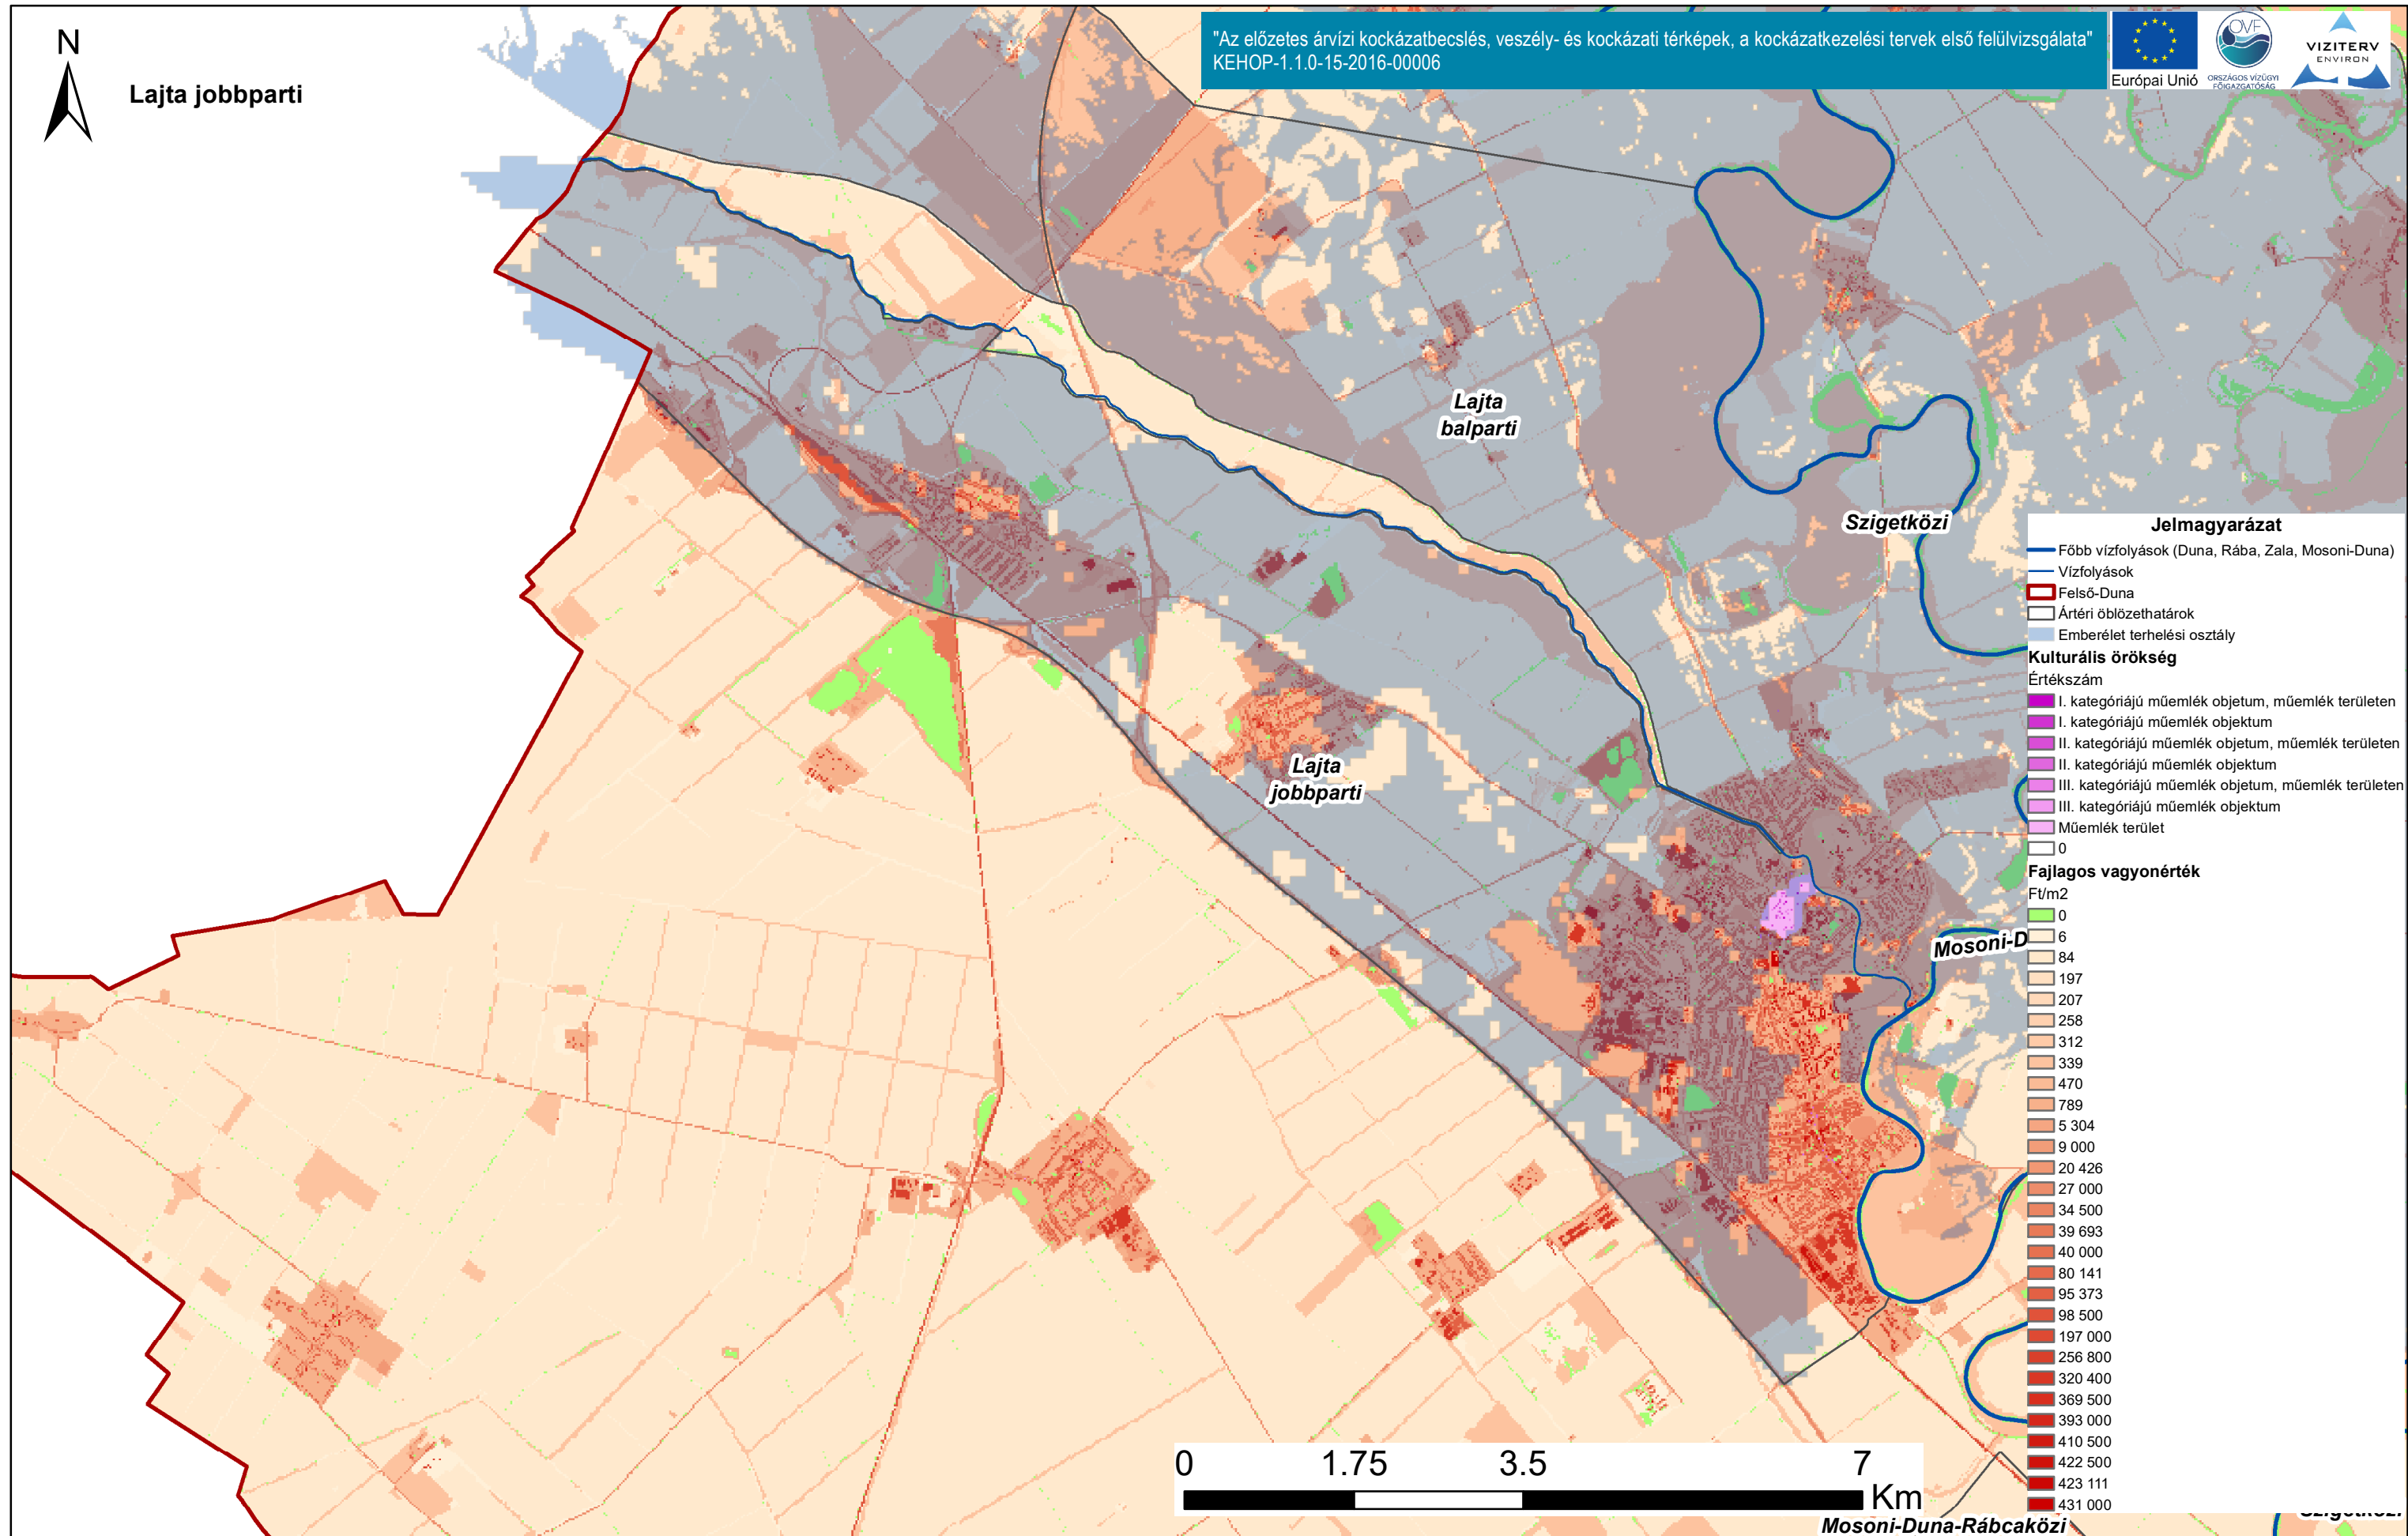 N
Lajta jobbparti
"Az előzetes árvízi kockázatbecslés, veszély- és kockázati térképek, a kockázatkezelési tervek első felülvizsgálata"
KEHOP-1.1.0-15-2016-00006
Európai Unió
OVF
ORSZÁGOS VÍZÜGYI
FŐIGAZGATÓSÁG
VIZITERV
ENVIRON
Lajta
balparti
Szigetközi
Lajta
jobbparti
Mosoni-D
Jelmagyarázat
Főbb vízfolyások (Duna, Rába, Zala, Mosoni-Duna)
Vízfolyások
Felső-Duna
Ártéri öblözethatárok
Emberélet terhelési osztály
Kulturális örökség
Értékszám
I. kategóriájú műemlék objetum, műemlék területen
I. kategóriájú műemlék objektum
II. kategóriájú műemlék objetum, műemlék területen
II. kategóriájú műemlék objektum
III. kategóriájú műemlék objetum, műemlék területen
III. kategóriájú műemlék objektum
Műemlék terület
0
Fajlagos vagyonérték
Ft/m2
0
6
84
197
207
258
312
339
470
789
5 304
9 000
20 426
27 000
34 500
39 693
40 000
80 141
95 373
98 500
197 000
256 800
320 400
369 500
393 000
410 500
422 500
423 111
431 000
0 1.75 3.5 7
Km
Mosoni-Duna-Rábcaközi